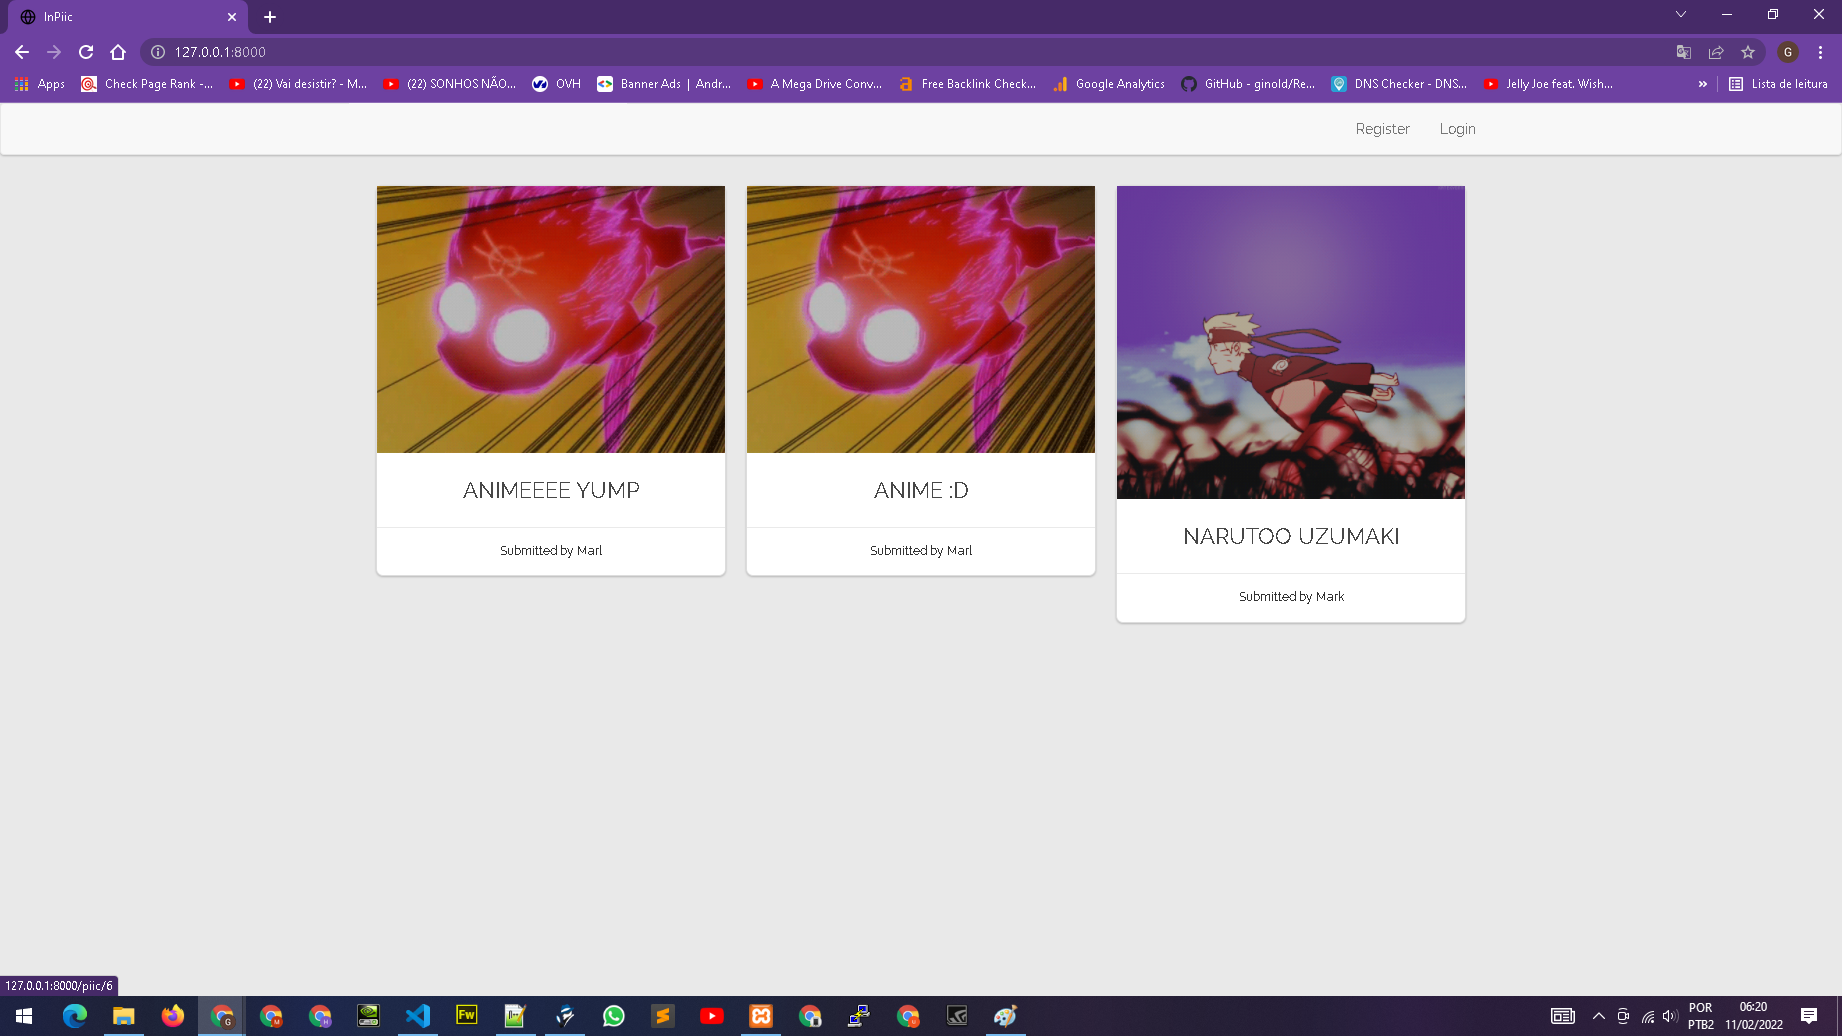 InPiic
127.0.0.1:8000
G
Apps
Check Page Rank -...
(22) Vai desistir? - M...
(22) SONHOS NÃO...
OVH
Banner Ads | Andr...
A Mega Drive Conv...
Free Backlink Check...
Google Analytics
GitHub - ginold/Re...
DNS Checker - DNS...
Jelly Joe feat. Wish...
»
Lista de leitura
Register
Login
ANIMEEEE YUMP
Submitted by Marl
ANIME :D
Submitted by Marl
NARUTOO UZUMAKI
Submitted by Mark
127.0.0.1:8000/piic/6
Fw
POR
PTB2
06:20
11/02/2022